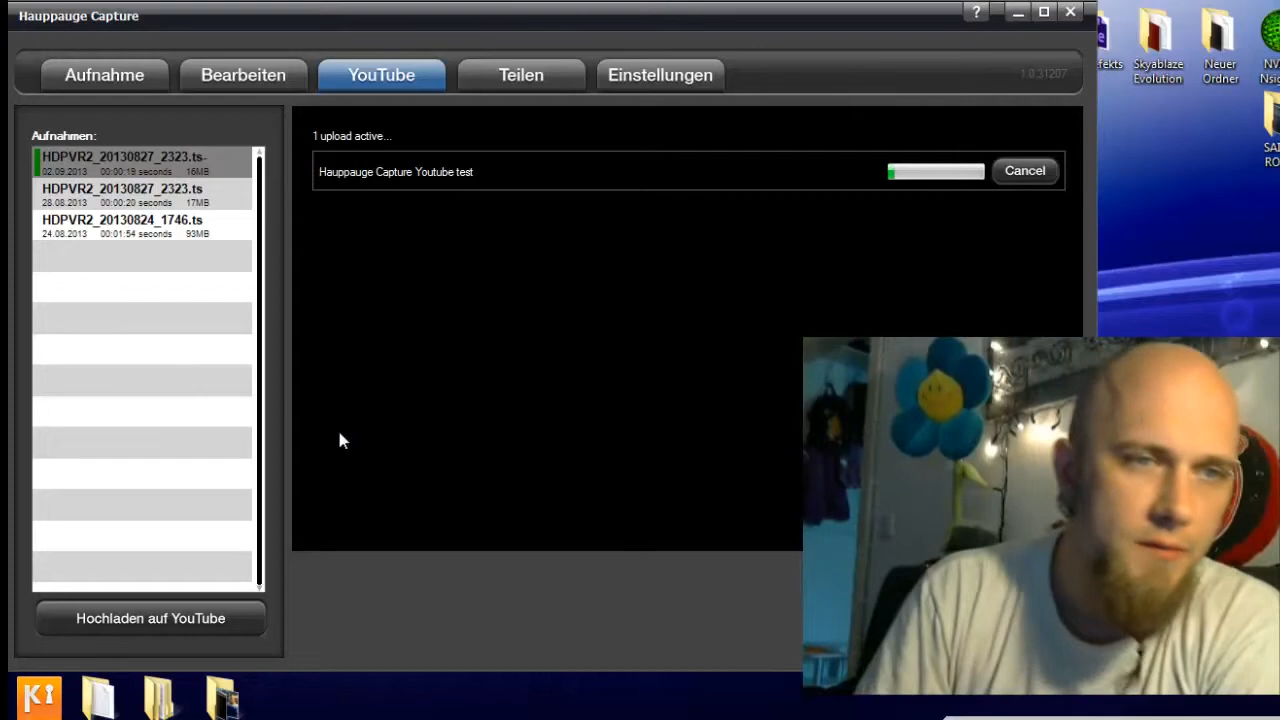 Hauppauge Capture
?
Aufnahme
Bearbeiten
YouTube
Teilen
Einstellungen
1.0.31207
Aufnahmen:
HDPVR2_20130827_2323.ts-
02.09.2013 00:00:19 seconds 16MB
HDPVR2_20130827_2323.ts
28.08.2013 00:00:20 seconds 17MB
HDPVR2_20130824_1746.ts
24.08.2013 00:01:54 seconds 93MB
Hochladen auf YouTube
1 upload active...
Hauppauge Capture Youtube test
Cancel
efekts
Skyablaze
Evolution
Neuer
Ordner